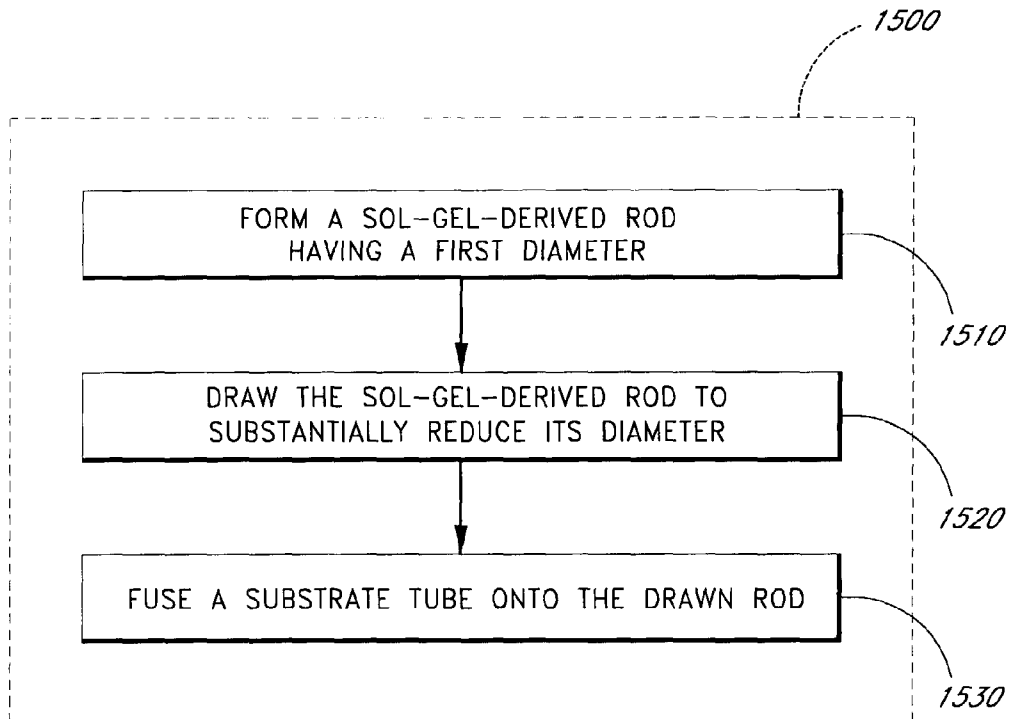 1500
FORM A SOL-GEL-DERIVED ROD
HAVING A FIRST DIAMETER
1510
DRAW THE SOL-GEL-DERIVED ROD TO
SUBSTANTIALLY REDUCE ITS DIAMETER
1520
FUSE A SUBSTRATE TUBE ONTO THE DRAWN ROD
1530